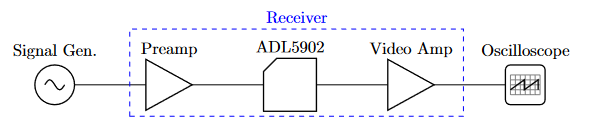 Receiver
Signal Gen. Preamp ADL5902 Video Amp Oscilloscope